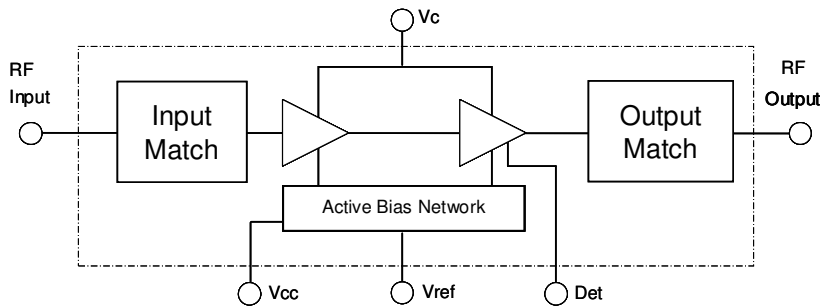 Vc
RF
Input
Input
Match
Output
Match
RF
Output
Active Bias Network
Vcc
Vref
Det